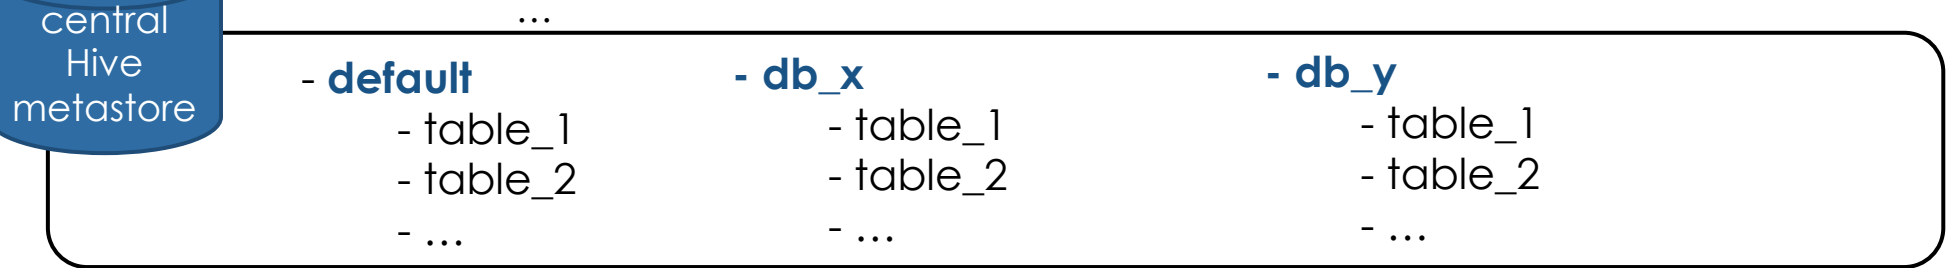 …
central
Hive
metastore
- default
- table_1
- table_2
- …
- db_x
- table_1
- table_2
- …
- db_y
- table_1
- table_2
- …